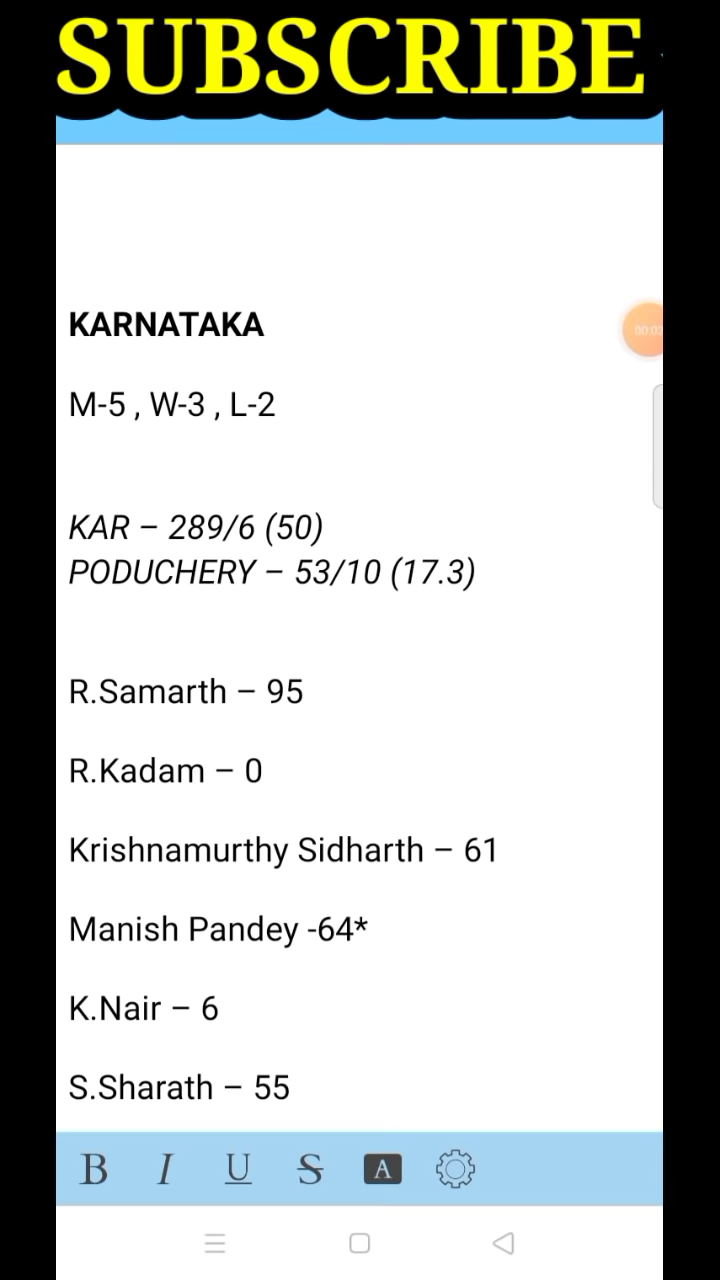 SUBSCRIBE
KARNATAKA
M-5 , W-3 , L-2
KAR – 289/6 (50)
PODUCHERY – 53/10 (17.3)
R.Samarth – 95
R.Kadam – 0
Krishnamurthy Sidharth – 61
Manish Pandey -64*
K.Nair – 6
S.Sharath – 55
B I U S A